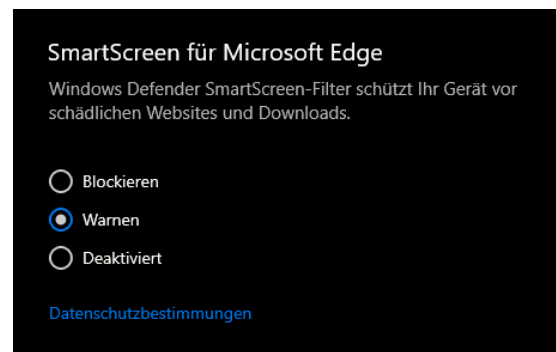 SmartScreen für Microsoft Edge
Windows Defender SmartScreen-Filter schützt Ihr Gerät vor
schädlichen Websites und Downloads.
Blockieren
Warnen
Deaktiviert
Datenschutzbestimmungen